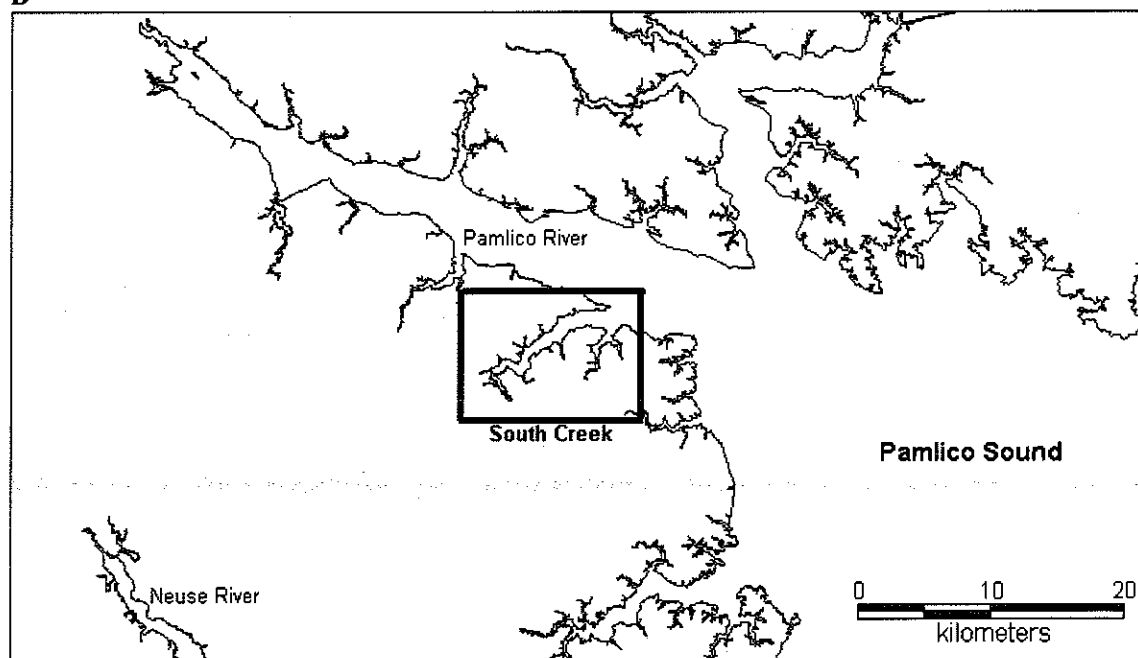 B
Pamlico River
South Creek
Pamlico Sound
Neuse River
0 10 20
kilometers